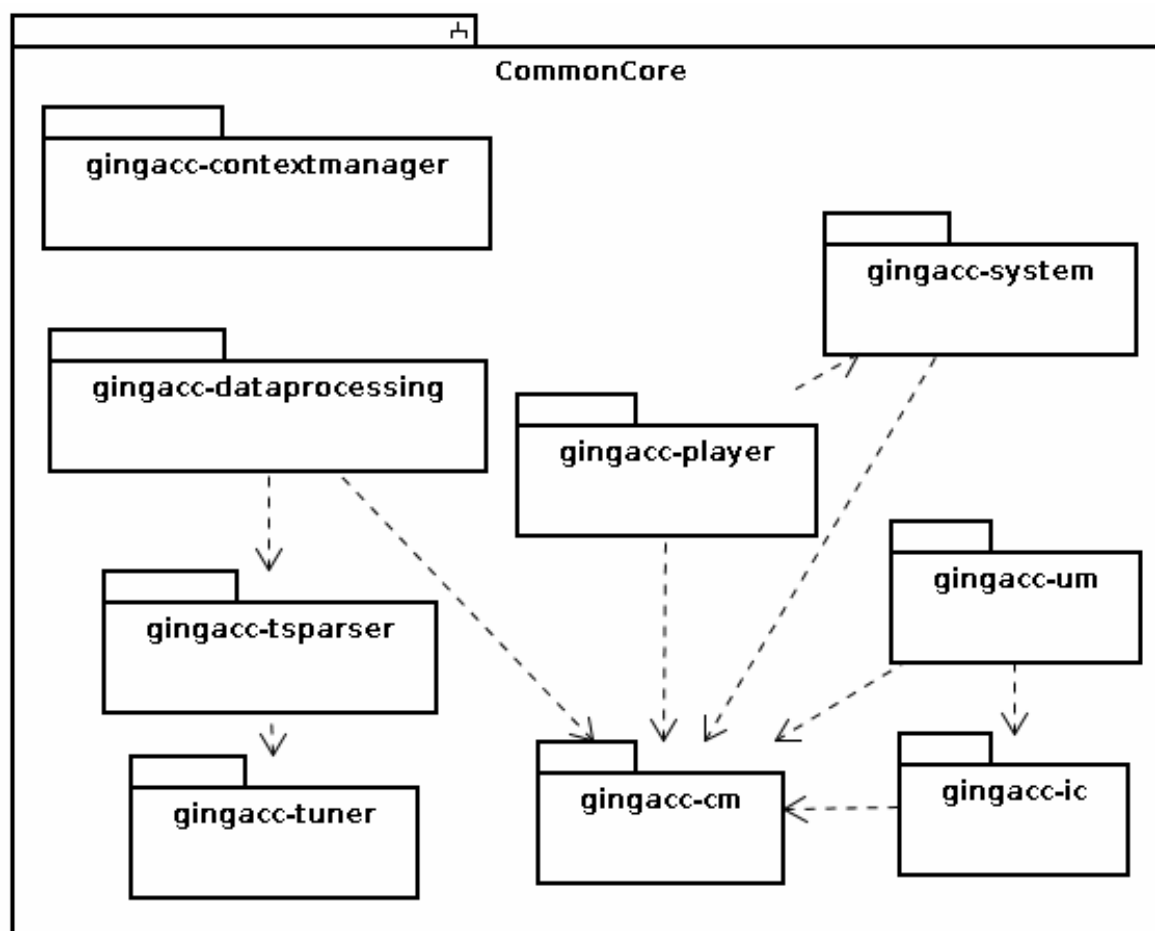 CommonCore
gingacc-contextmanager
gingacc-system
gingacc-dataprocessing
gingacc-player
gingacc-um
gingacc-tsparser
gingacc-cm
gingacc-ic
gingacc-tuner